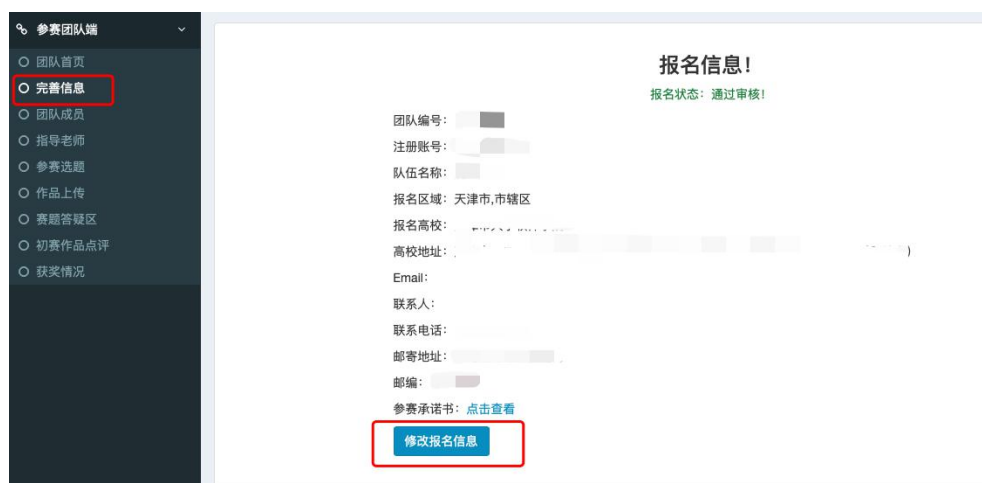 参赛团队端
团队首页
完善信息
团队成员
指导老师
参赛选题
作品上传
赛题答疑区
初赛作品点评
获奖情况
报名信息!
报名状态：通过审核!
团队编号：
注册账号：
队伍名称：
报名区域：天津市,市辖区
报名高校：
高校地址：
Email：
联系人：
联系电话：
邮寄地址：
邮编：
参赛承诺书：点击查看
修改报名信息